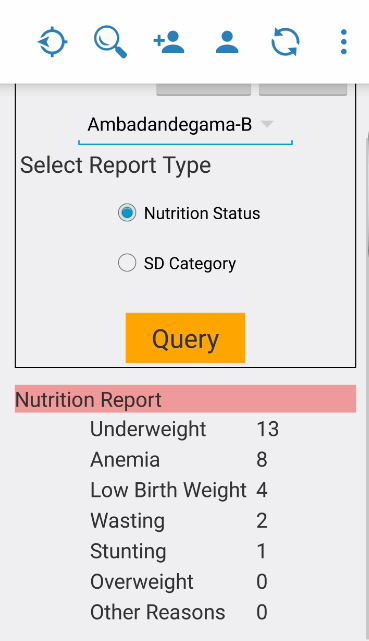 Ambadandegama-B
Select Report Type
Nutrition Status
SD Category
Query
Nutrition Report
Underweight 13
Anemia 8
Low Birth Weight 4
Wasting 2
Stunting 1
Overweight 0
Other Reasons 0